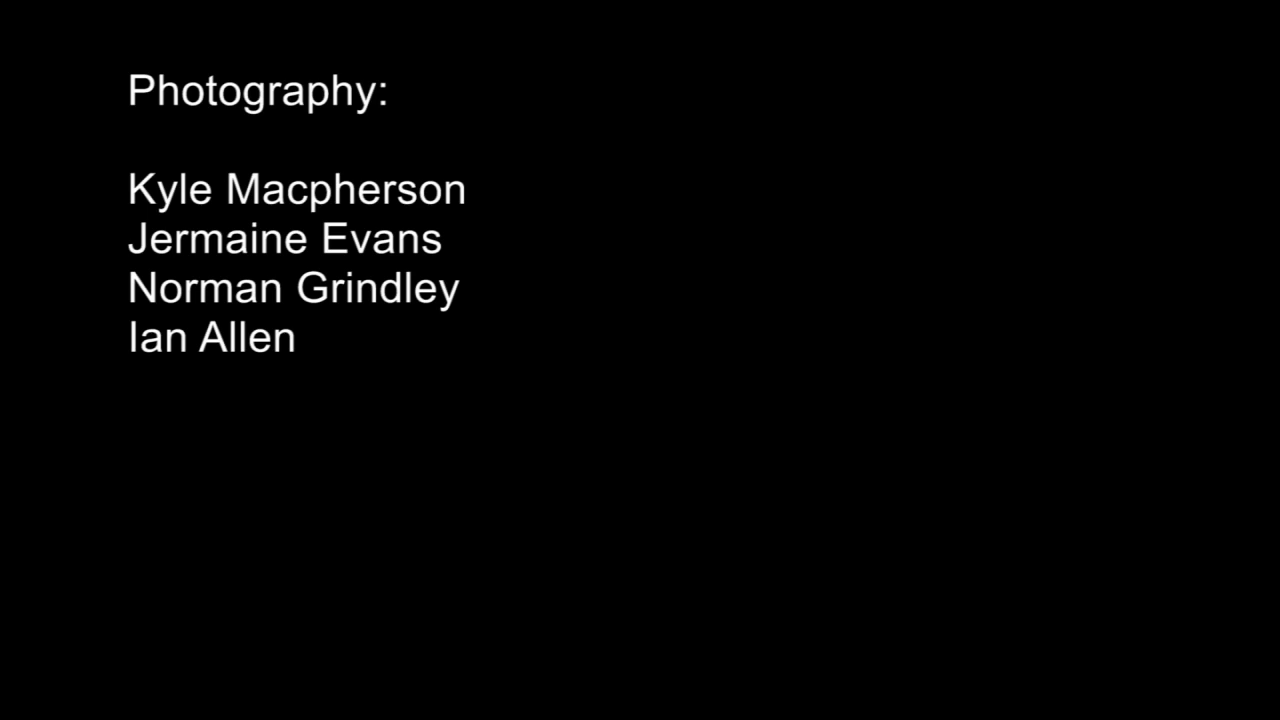 Photography:
Kyle Macpherson
Jermaine Evans
Norman Grindley
Ian Allen